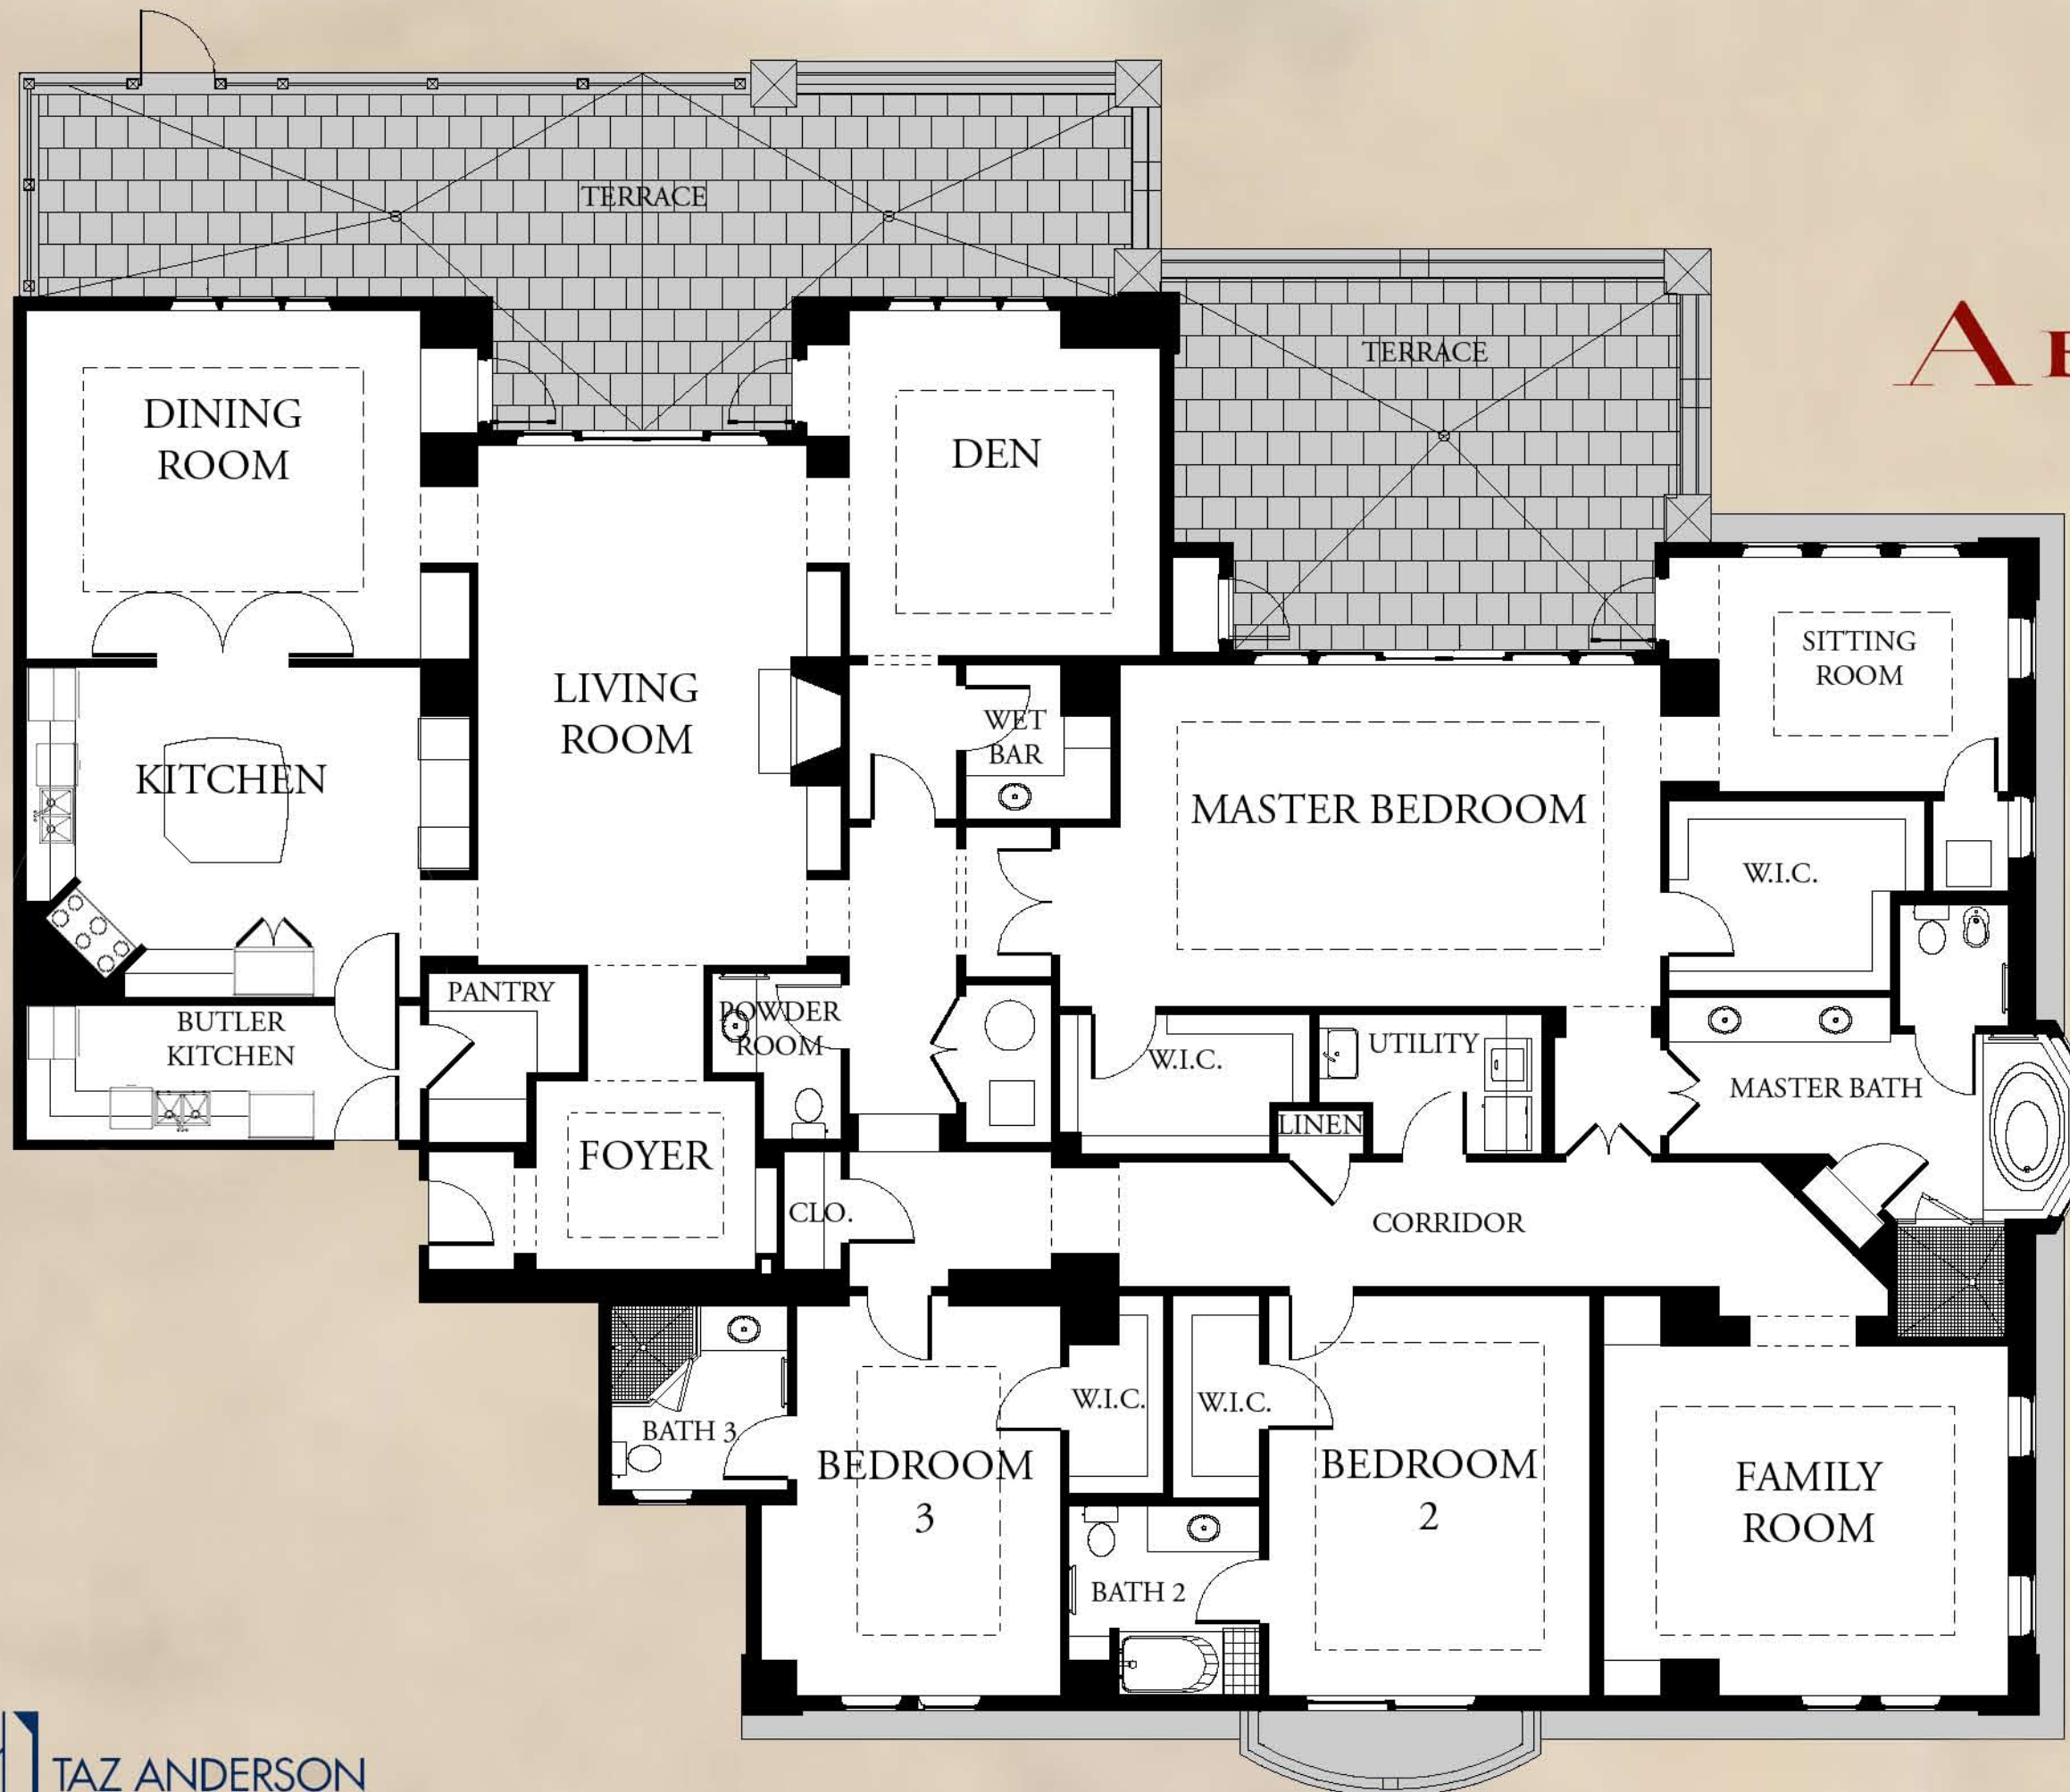 TERRACE
TERRACE
DINING
ROOM
DEN
SITTING
ROOM
LIVING
ROOM
WET
BAR
KITCHEN
MASTER BEDROOM
W.I.C.
PANTRY
BUTLER
KITCHEN
POWDER
ROOM
W.I.C.
UTILITY
MASTER BATH
LINEN
FOYER
CLO.
CORRIDOR
BATH 3
W.I.C.
W.I.C.
BEDROOM
3
BEDROOM
2
FAMILY
ROOM
BATH 2
TAZ ANDERSON